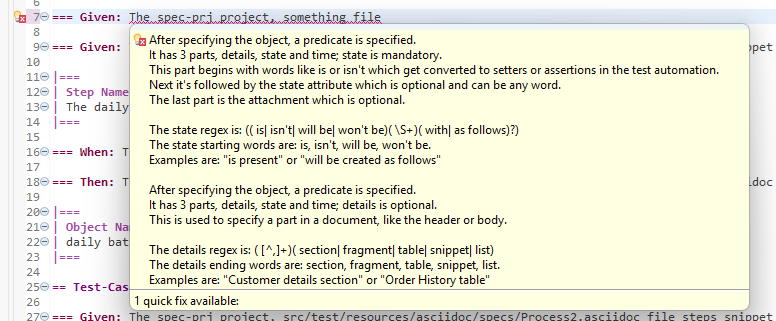 7 === Given: The spec-prj project, something file
8
9 === Given:
After specifying the object, a predicate is specified.
It has 3 parts, details, state and time; state is mandatory.
This part begins with words like is or isn't which get converted to setters or assertions in the test automation.
Next it's followed by the state attribute which is optional and can be any word.
The last part is the attachment which is optional.
The state regex is: (( is| isn't| will be| won't be)( \S+)( with| as follows)?)
The state starting words are: is, isn't, will be, won't be.
Examples are: "is present" or "will be created as follows"
After specifying the object, a predicate is specified.
It has 3 parts, details, state and time; details is optional.
This is used to specify a part in a document, like the header or body.
The details regex is: ( [^,]+)( section| fragment| table| snippet| list)
The details ending words are: section, fragment, table, snippet, list.
Examples are: "Customer details section" or "Order History table"
1 quick fix available:
ippet
10
11 |===
12 | Step Name
13 | The daily
14 |===
15
16 === When: T
17
18 === Then: T
doc
19
20 |===
21 | Object Na
22 | daily bat
23 |===
24
25 == Test-Cas
26
27 === Given: The spec-prj project, src/test/resources/asciidoc/specs/Process2.asciidoc file steps snippet